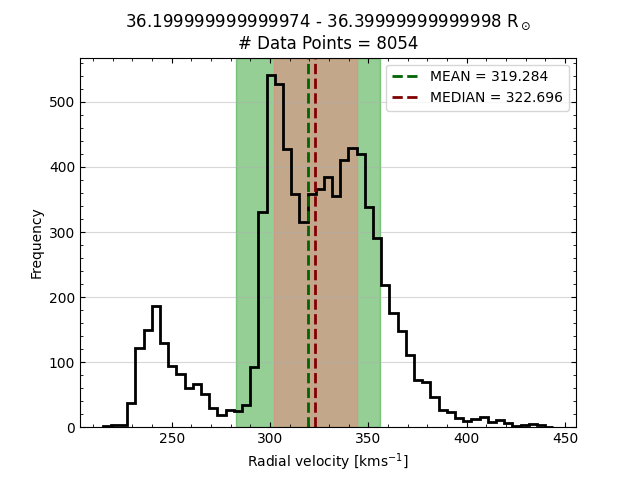 36.199999999999974 - 36.39999999999998 R⊙
# Data Points = 8054
MEAN = 319.284
MEDIAN = 322.696
Frequency
500
400
300
200
100
0
250 300 350 400 450
Radial velocity [kms⁻¹]